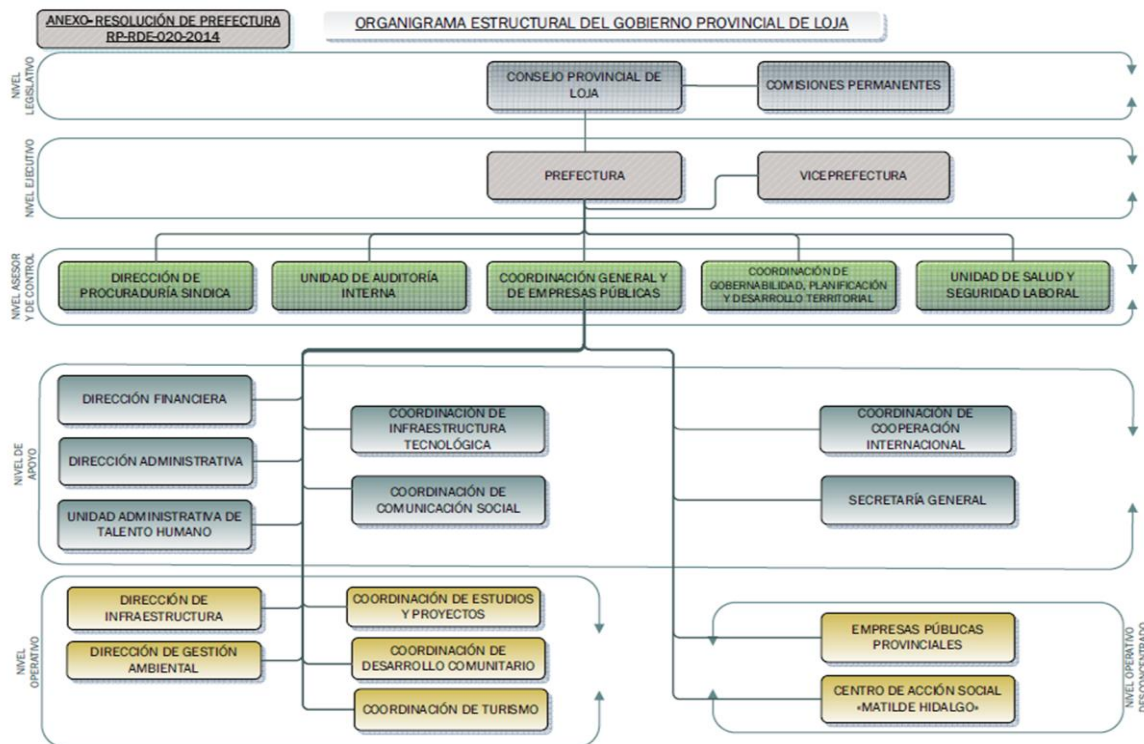 ANEXO-RESOLUCIÓN DE PREFECTURA
RP-RDE-020-2014
ORGANIGRAMA ESTRUCTURAL DEL GOBIERNO PROVINCIAL DE LOJA
NIVEL
LEGISLATIVO
CONSEJO PROVINCIAL DE
LOJA
COMISIONES PERMANENTES
NIVEL EJECUTIVO
PREFECTURA
VICEPREFECTURA
NIVEL ASESOR
Y DE CONTROL
DIRECCIÓN DE
PROCURADURÍA SINDICA
UNIDAD DE AUDITORÍA
INTERNA
COORDINACIÓN GENERAL Y
DE EMPRESAS PÚBLICAS
COORDINACIÓN DE
GOBERNABILIDAD, PLANIFICACIÓN
Y DESARROLLO TERRITORIAL
UNIDAD DE SALUD Y
SEGURIDAD LABORAL
NIVEL DE
APOYO
DIRECCIÓN FINANCIERA
DIRECCIÓN ADMINISTRATIVA
UNIDAD ADMINISTRATIVA DE
TALENTO HUMANO
COORDINACIÓN DE
INFRAESTRUCTURA
TECNOLÓGICA
COORDINACIÓN DE
COMUNICACIÓN SOCIAL
COORDINACIÓN DE
COOPERACIÓN
INTERNACIONAL
SECRETARÍA GENERAL
NIVEL
OPERATIVO
DIRECCIÓN DE
INFRAESTRUCTURA
DIRECCIÓN DE GESTIÓN
AMBIENTAL
COORDINACIÓN DE ESTUDIOS
Y PROYECTOS
COORDINACIÓN DE
DESARROLLO COMUNITARIO
COORDINACIÓN DE TURISMO
EMPRESAS PÚBLICAS
PROVINCIALES
CENTRO DE ACCIÓN SOCIAL
«MATILDE HIDALGO»
NIVEL OPERATIVO
DESCONCENTRADO